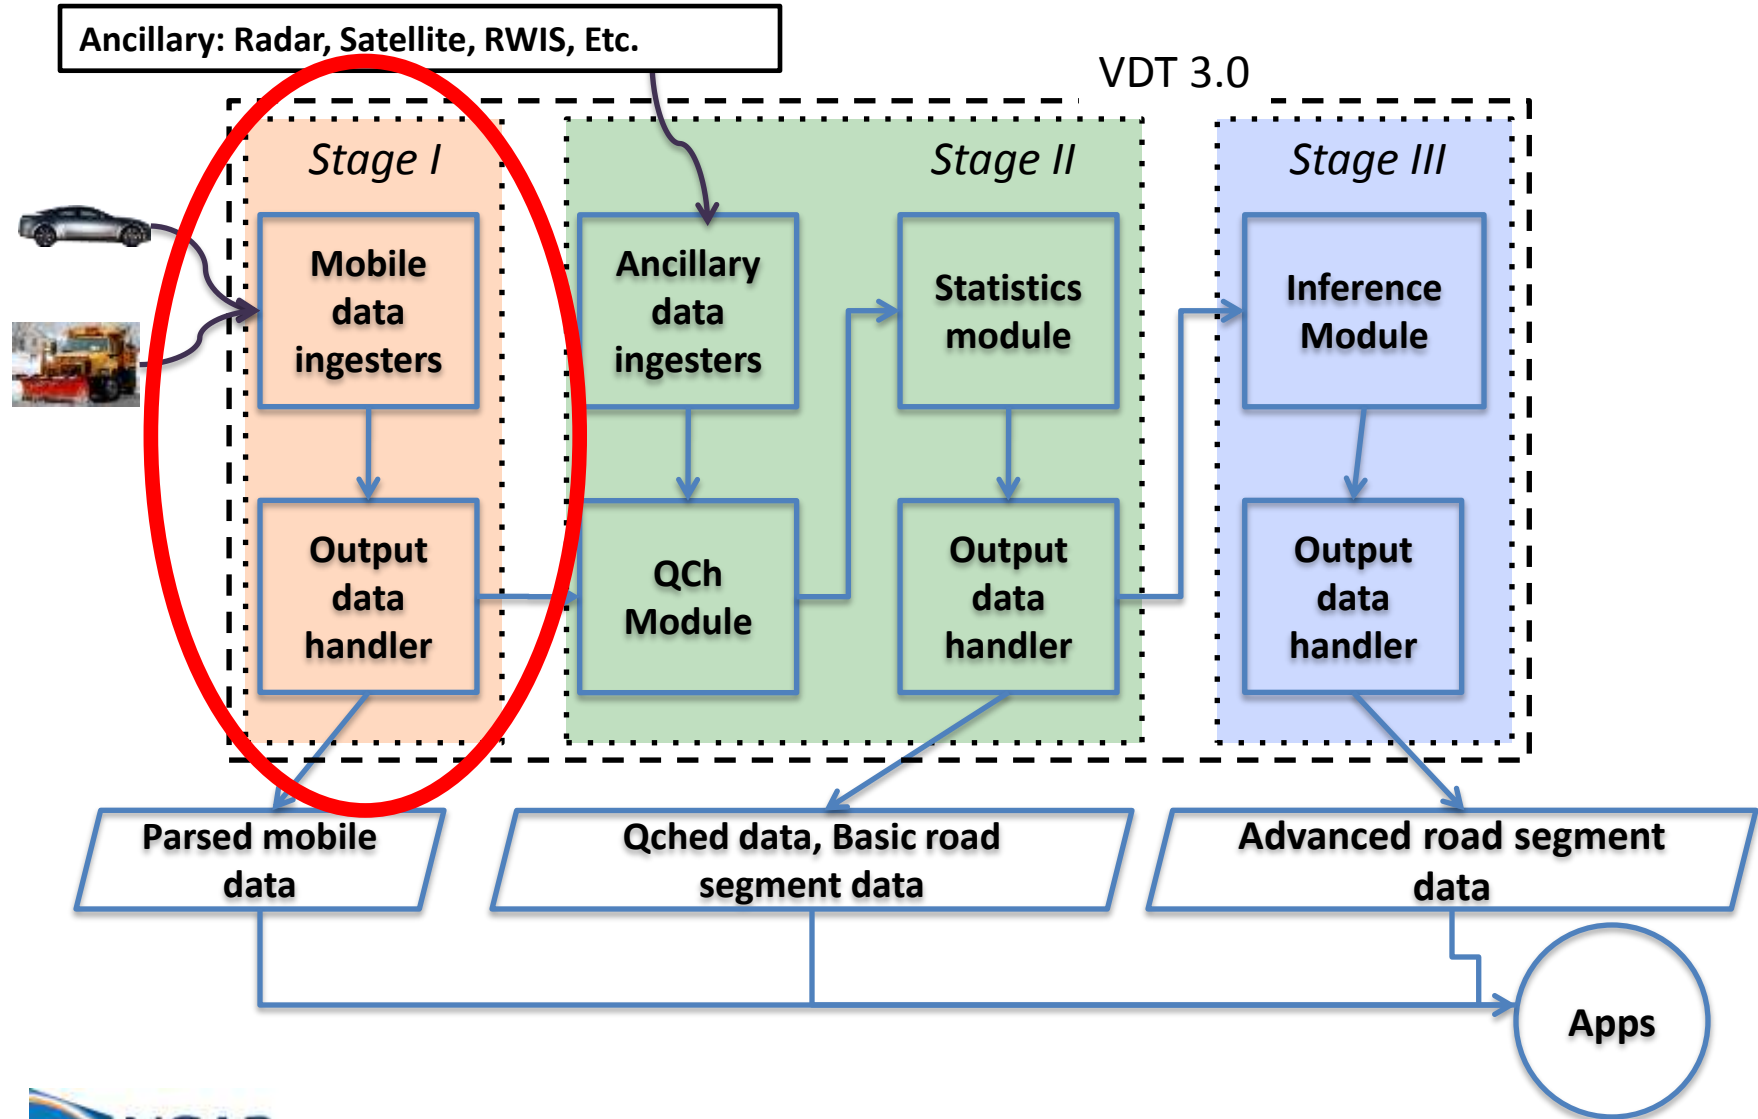 Ancillary: Radar, Satellite, RWIS, Etc.
VDT 3.0
Stage I
Stage II
Stage III
Mobile
data
ingesters
Ancillary
data
ingesters
Statistics
module
Inference
Module
Output
data
handler
QCh
Module
Output
data
handler
Output
data
handler
Parsed mobile
data
Qched data, Basic road
segment data
Advanced road segment
data
Apps